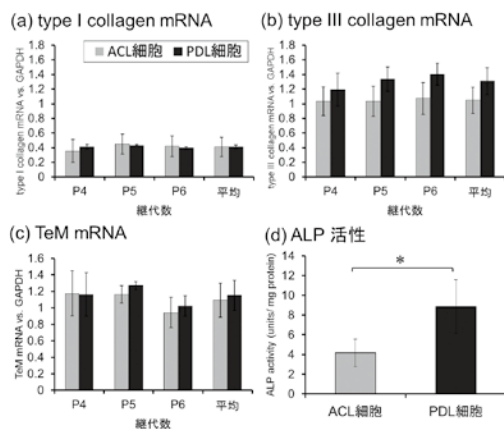 (a) type I collagen mRNA
type I collagen mRNA vs. GAPDH
1.8
1.6
1.4
1.2
1
0.8
0.6
0.4
0.2
0
ACL細胞 PDL細胞
P4 P5 P6 平均
継代数
(b) type III collagen mRNA
type III collagen mRNA vs. GAPDH
1.8
1.6
1.4
1.2
1.0
0.8
0.6
0.4
0.2
0
P4 P5 P6 平均
継代数
(c) TeM mRNA
TeM mRNA vs. GAPDH
1.6
1.4
1.2
1
0.8
0.6
0.4
0.2
0
P4 P5 P6 平均
継代数
(d) ALP 活性
ALP activity (units/ mg protein)
14
12
10
8
6
4
2
0
*
ACL細胞 PDL細胞